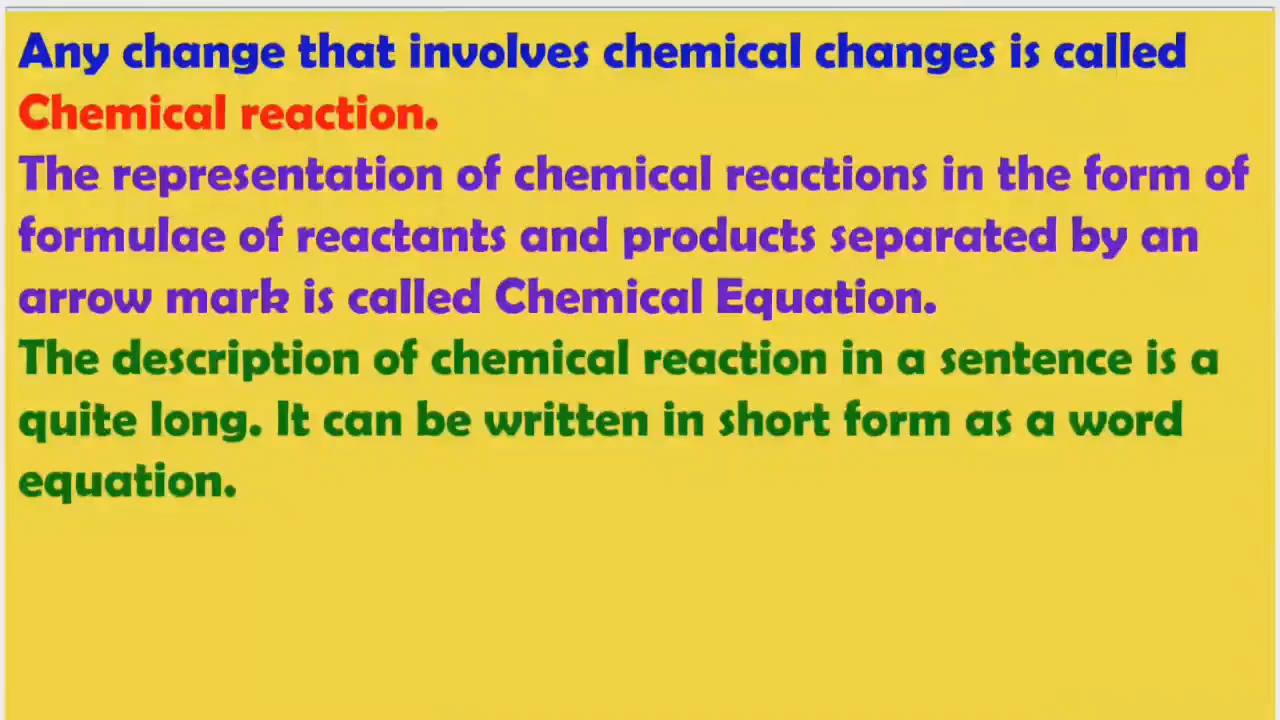 Any change that involves chemical changes is called
Chemical reaction.
The representation of chemical reactions in the form of
formulae of reactants and products separated by an
arrow mark is called Chemical Equation.
The description of chemical reaction in a sentence is a
quite long. It can be written in short form as a word
equation.